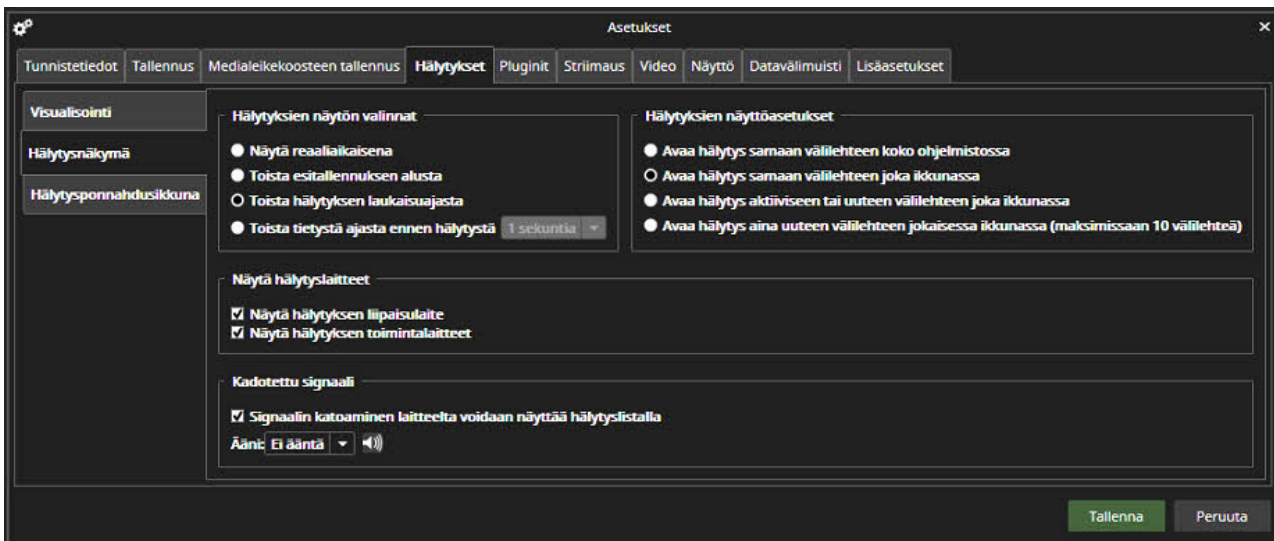 Asetukset
Tunnistetiedot Tallennus Medialeikekoosteen tallennus Hälytykset Pluginit Striimaus Video Näyttö Datavälimuisti Lisäasetukset
Visualisointi
Hälytysnäkymä
Hälytysponnahdusikkuna
Hälytyksien näytön valinnat
Näytä reaaliaikaisena
Toista esitallennuksen alusta
Toista hälytyksen laukaisuajasta
Toista tietystä ajasta ennen hälytystä 1 sekuntia
Hälytyksien näyttöasetukset
Avaa hälytys samaan välilehteen koko ohjelmistossa
Avaa hälytys samaan välilehteen joka ikkunassa
Avaa hälytys aktiiviseen tai uuteen välilehteen joka ikkunassa
Avaa hälytys aina uuteen välilehteen jokaisessa ikkunassa (maksimissaan 10 välilehteä)
Näytä hälytyslaitteet
Näytä hälytyksen liipaisulaite
Näytä hälytyksen toimintalaitteet
Kadotettu signaali
Signaalin katoaminen laitteelta voidaan näyttää hälytyslistalla
Ääni: Ei ääntä
Tallenna Peruuta